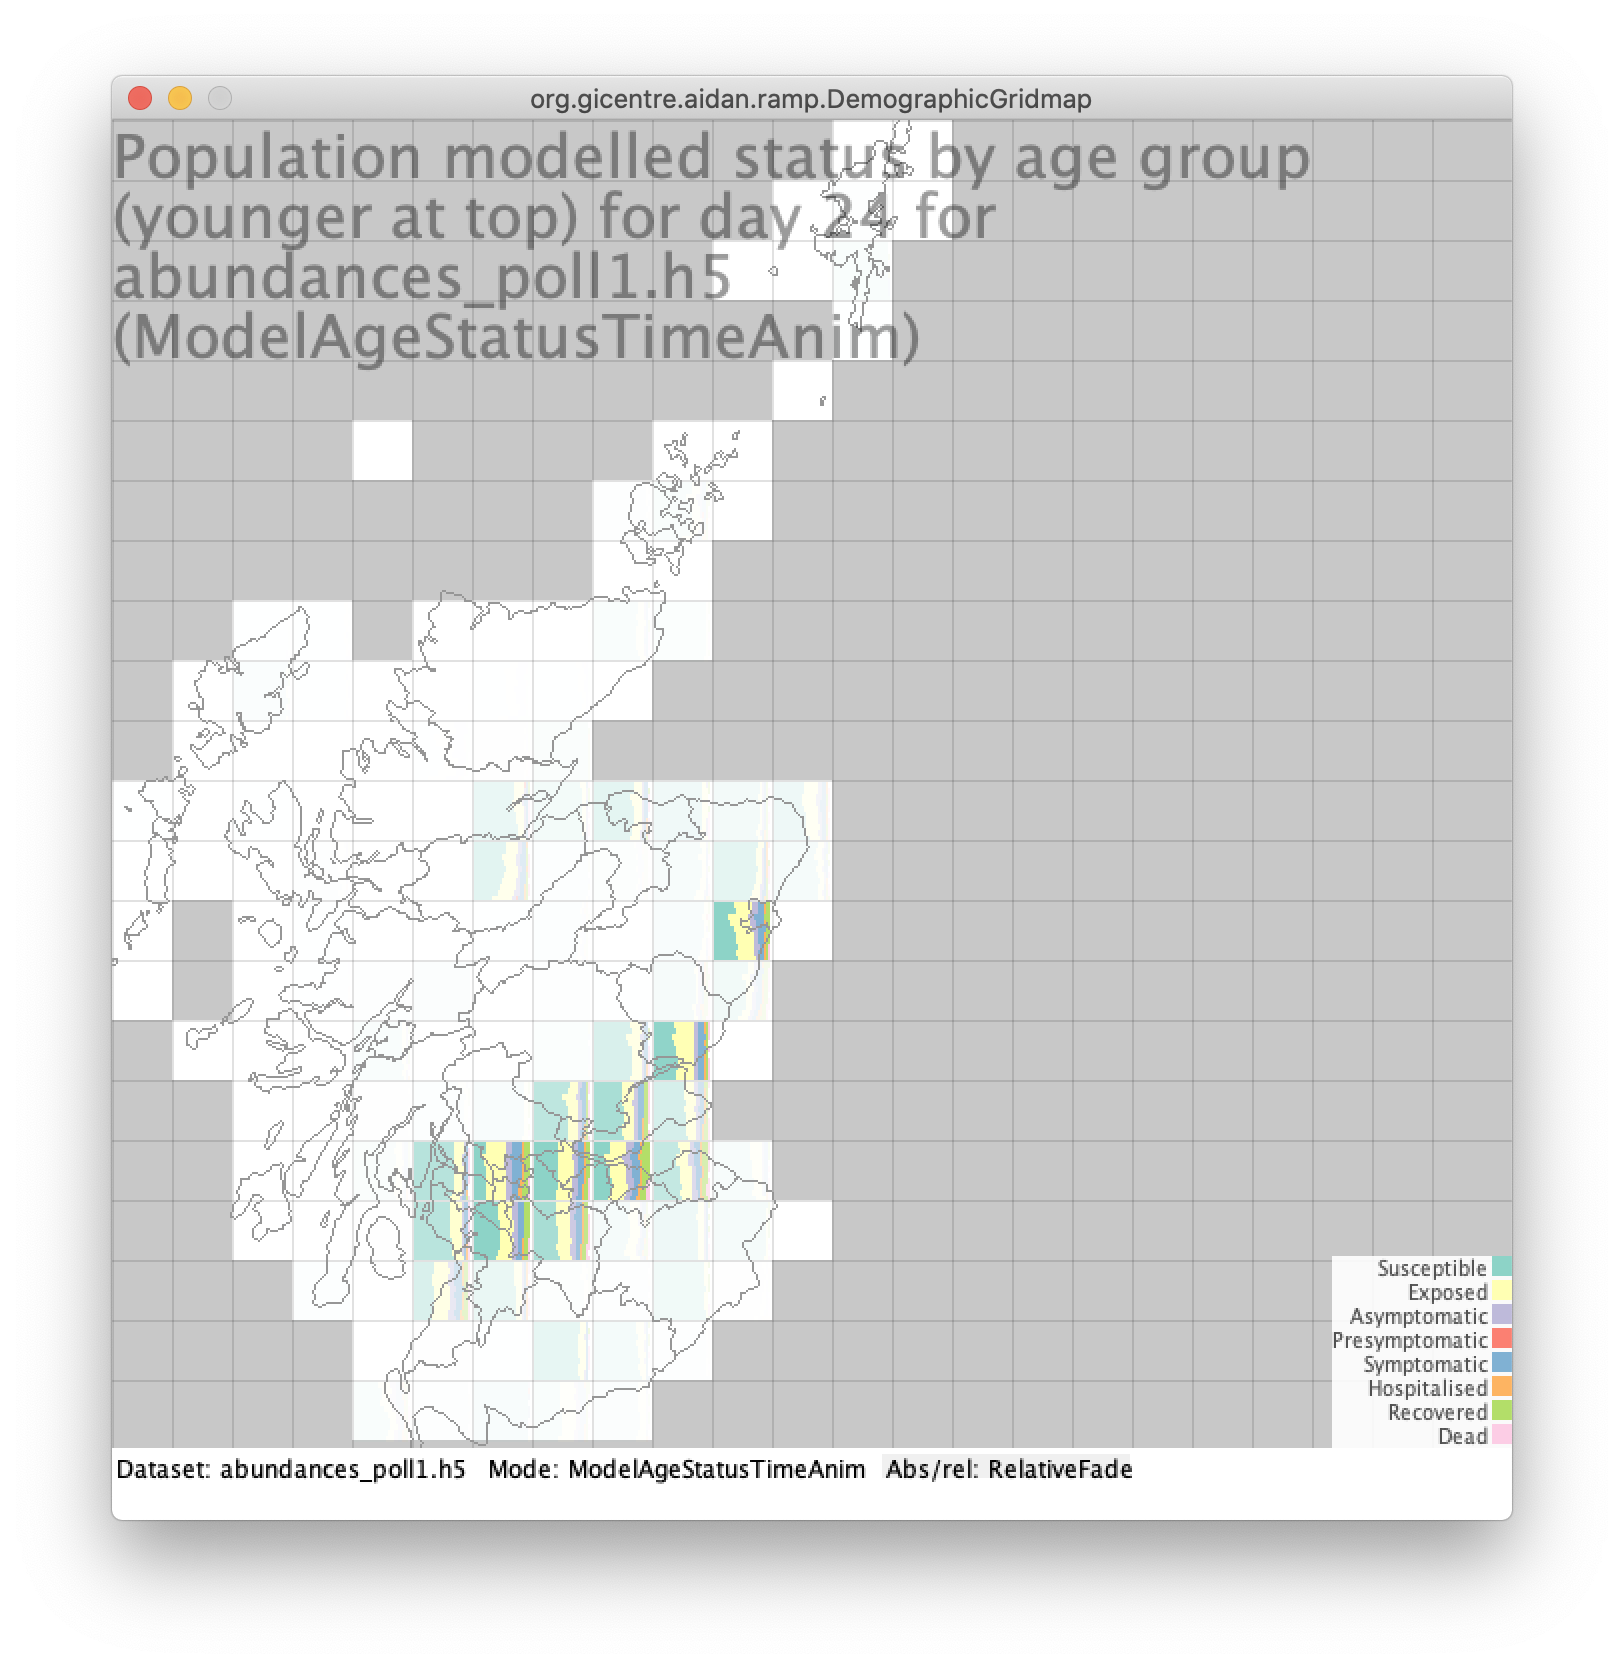 org.gicentre.aidan.ramp.DemographicGridmap
Population modelled status by age group
(younger at top) for day 24 for
abundances_poll1.h5
(ModelAgeStatusTimeAnim)
Susceptible
Exposed
Asymptomatic
Presymptomatic
Symptomatic
Hospitalised
Recovered
Dead
Dataset: abundances_poll1.h5 Mode: ModelAgeStatusTimeAnim Abs/rel: RelativeFade